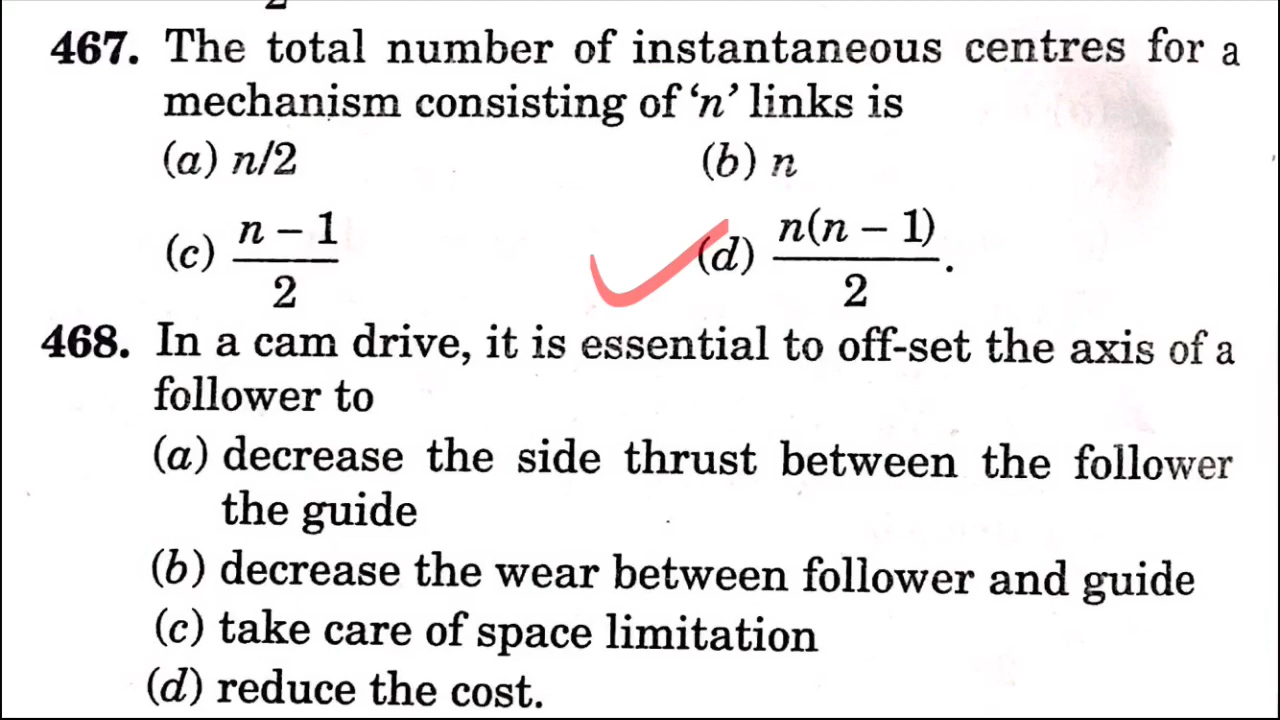 467. The total number of instantaneous centres for a
mechanism consisting of ‘n’ links is
(a) n/2 (b) n
(c) n – 1 / 2 (d) n(n – 1) / 2.
468. In a cam drive, it is essential to off-set the axis of a
follower to
(a) decrease the side thrust between the follower
the guide
(b) decrease the wear between follower and guide
(c) take care of space limitation
(d) reduce the cost.